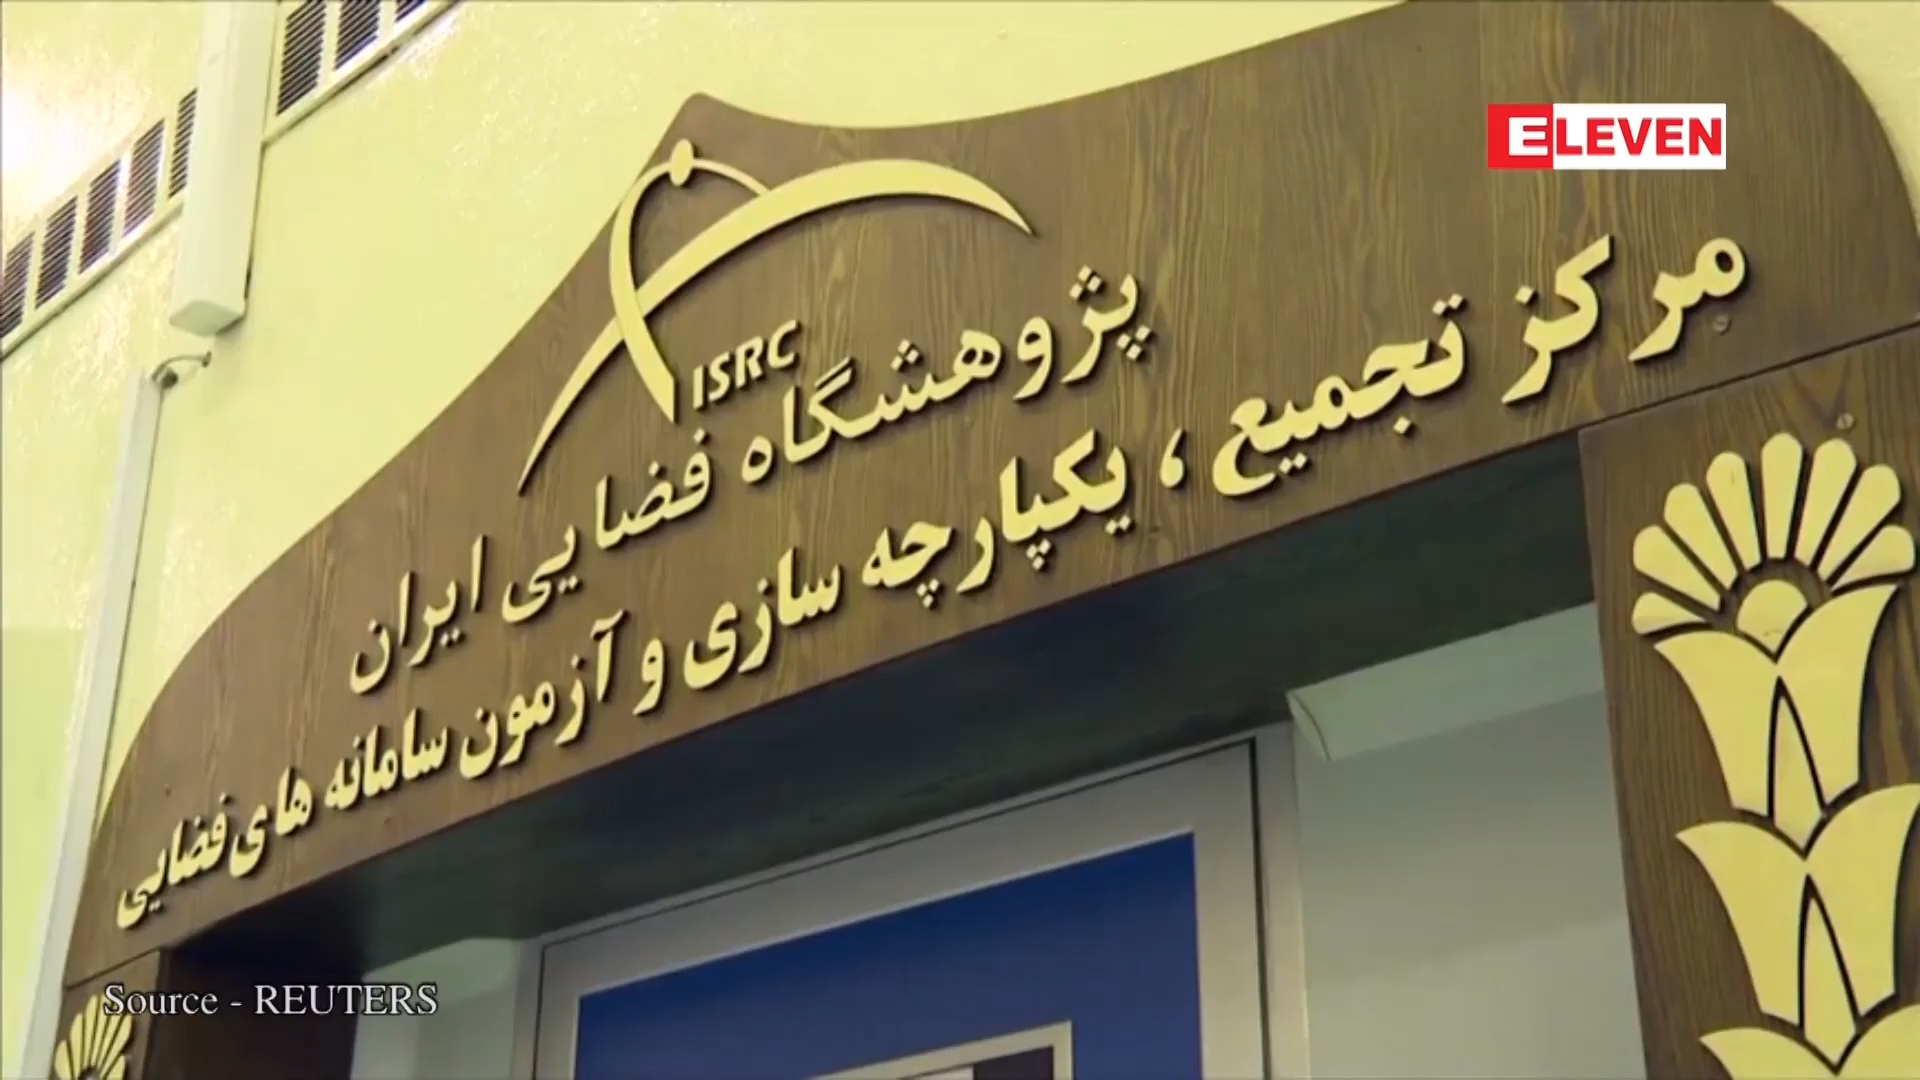 ELEVEN
ISRC
پژوهشگاه فضایی ایران
مرکز تجمیع ، یکپارچه سازی و آزمون سامانه های فضایی
Source - REUTERS